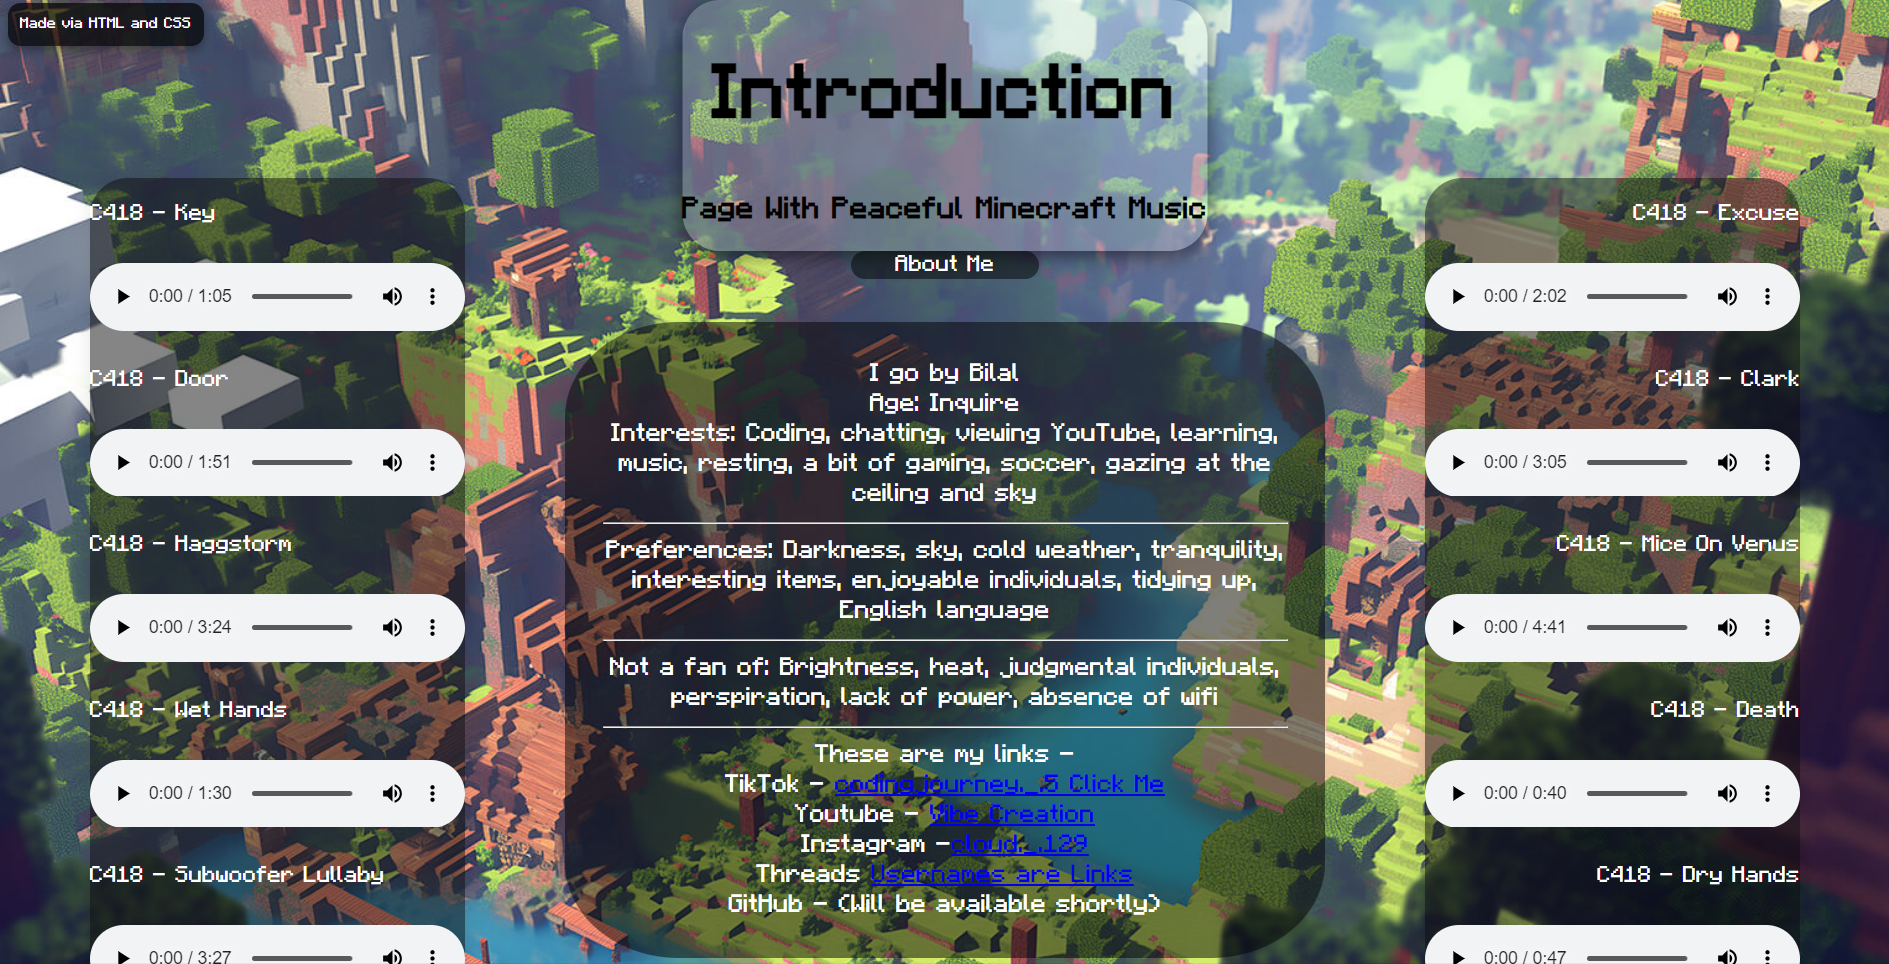 Made via HTML and CSS
Introduction
Page With Peaceful Minecraft Music
About Me
C418 - Key
0:00 / 1:05
C418 - Door
0:00 / 1:51
C418 - Haggstorm
0:00 / 3:24
C418 - Wet Hands
0:00 / 1:30
C418 - Subwoofer Lullaby
0:00 / 3:27
I go by Bilal
Age: Inquire
Interests: Coding, chatting, viewing YouTube, learning,
music, resting, a bit of gaming, soccer, gazing at the
ceiling and sky
Preferences: Darkness, sky, cold weather, tranquility,
interesting items, enjoyable individuals, tidying up,
English language
Not a fan of: Brightness, heat, judgmental individuals,
perspiration, lack of power, absence of wifi
These are my links -
TikTok - coding_journey._.5 Click Me
Youtube - Vibe Creation
Instagram -cloud._.129
Threads Usernames are Links
GitHub - (Will be available shortly)
C418 - Excuse
0:00 / 2:02
C418 - Clark
0:00 / 3:05
C418 - Mice On Venus
0:00 / 4:41
C418 - Death
0:00 / 0:40
C418 - Dry Hands
0:00 / 0:47